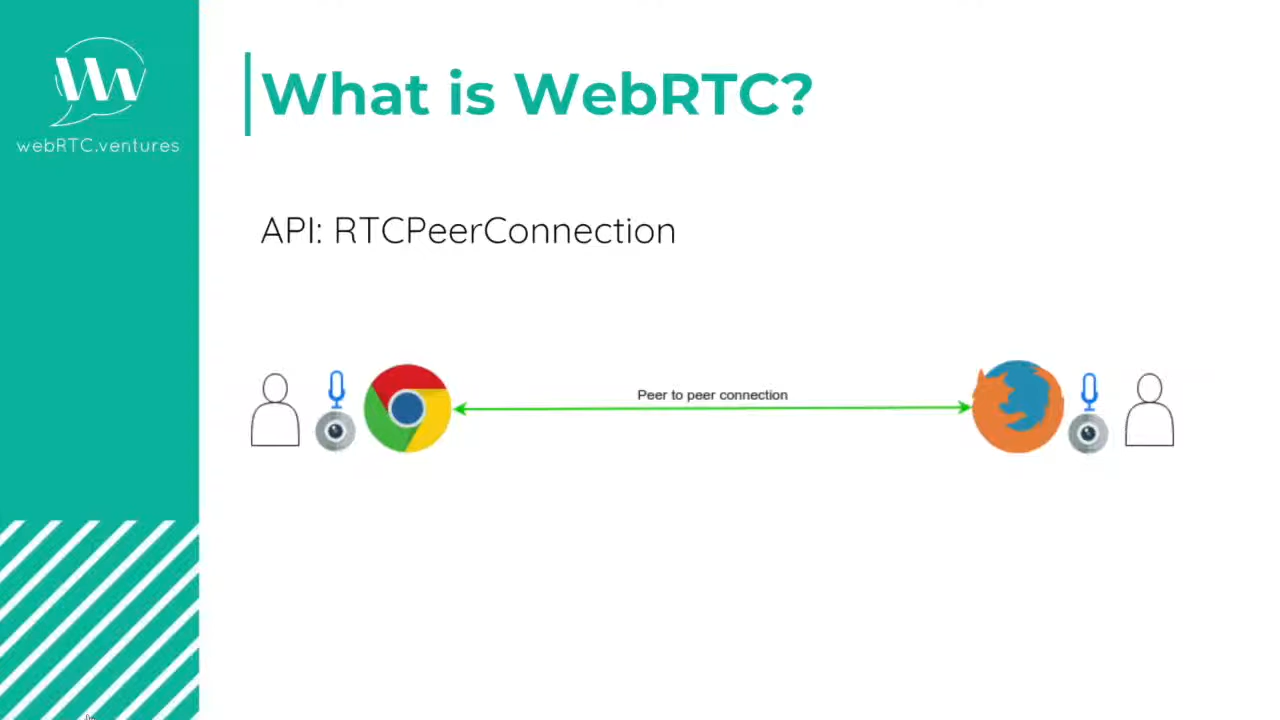 webRTC.ventures
What is WebRTC?
API: RTCPeerConnection
Peer to peer connection